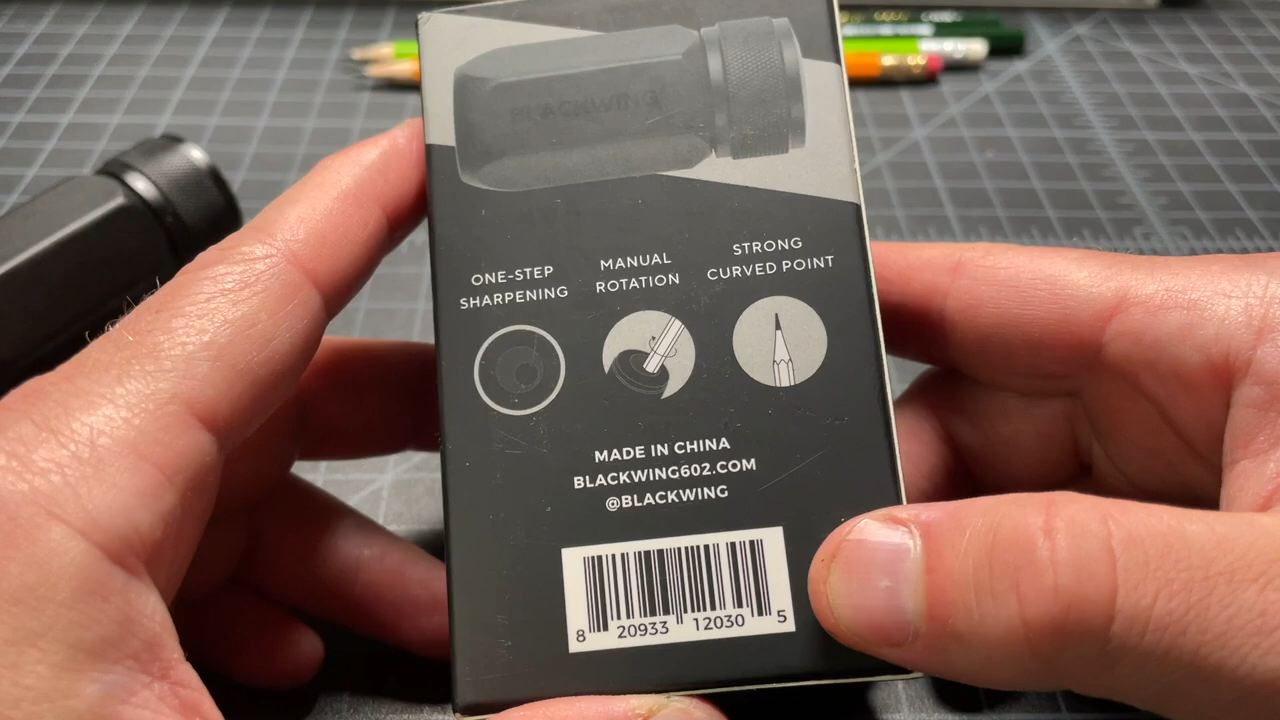 BLACKWING
ONE-STEP
SHARPENING
MANUAL
ROTATION
STRONG
CURVED POINT
MADE IN CHINA
BLACKWING602.COM
@BLACKWING
8 20933 12030 5